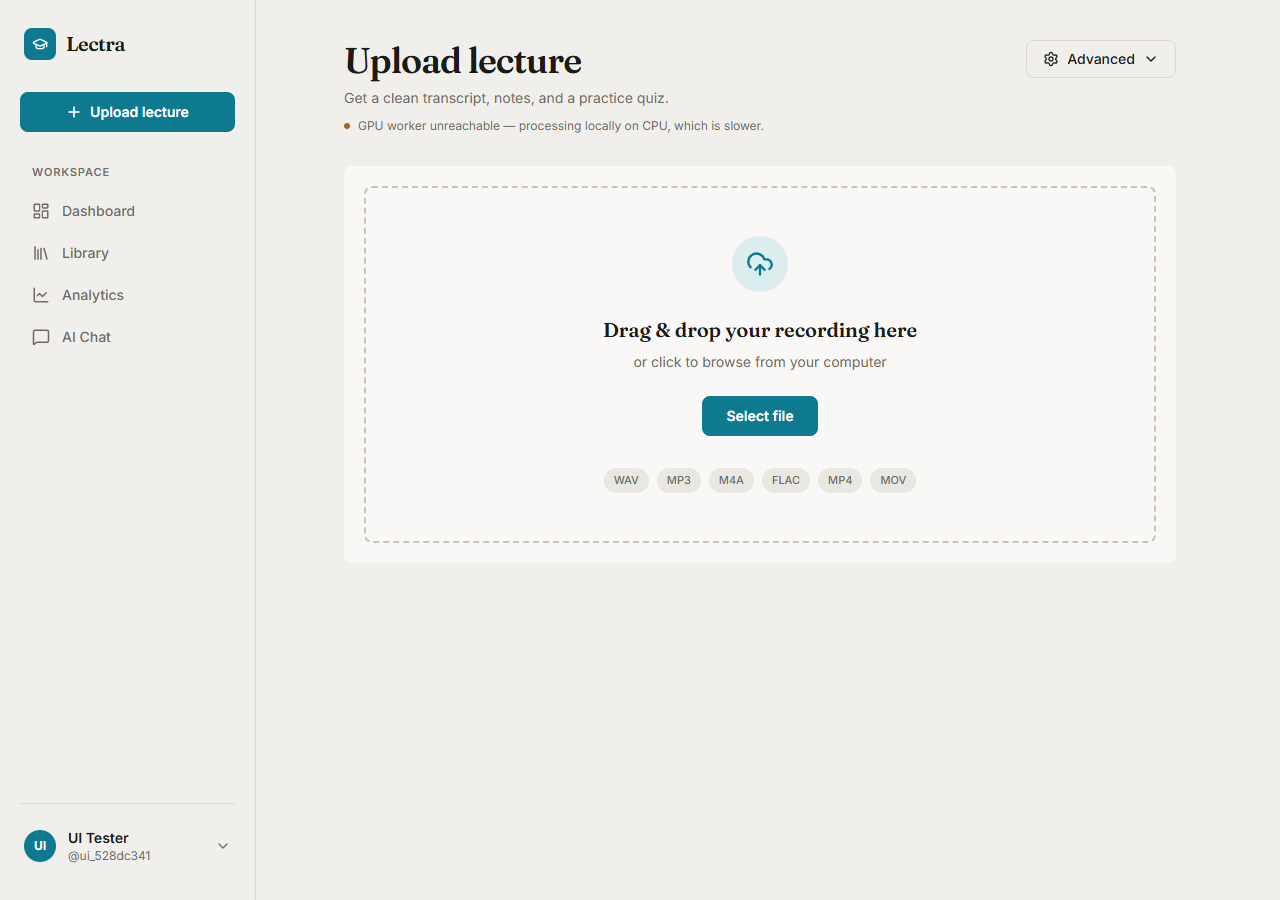 Lectra
Upload lecture
WORKSPACE
Dashboard
Library
Analytics
AI Chat
UI
UI Tester
@ui_528dc341
Upload lecture
Advanced
Get a clean transcript, notes, and a practice quiz.
GPU worker unreachable — processing locally on CPU, which is slower.
Drag & drop your recording here
or click to browse from your computer
Select file
WAV MP3 M4A FLAC MP4 MOV